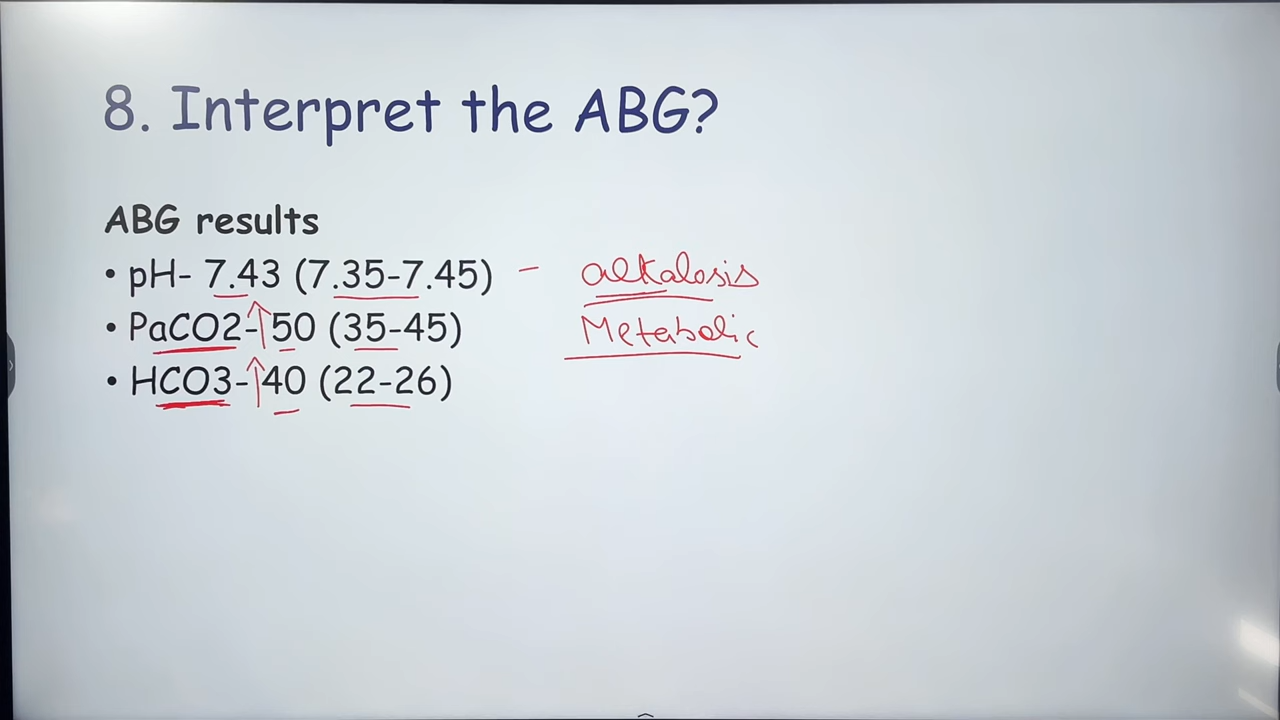 8. Interpret the ABG?
ABG results
• pH- 7.43 (7.35-7.45) - alkalosis
• PaCO2-↑50 (35-45) Metabolic
• HCO3-↑40 (22-26)